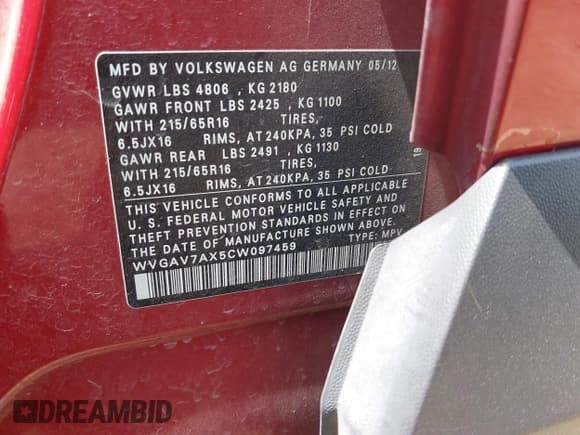 MFD BY VOLKSWAGEN AG GERMANY 05/12
GVWR LBS 4806 , KG 2180
GAWR FRONT LBS 2425 , KG 1100
WITH 215/65R16 TIRES,
6.5JX16 RIMS, AT 240KPA, 35 PSI COLD
GAWR REAR LBS 2491 , KG 1130
WITH 215/65R16 TIRES,
6.5JX16 RIMS, AT 240KPA, 35 PSI COLD
THIS VEHICLE CONFORMS TO ALL APPLICABLE
U. S. FEDERAL MOTOR VEHICLE SAFETY AND
THEFT PREVENTION STANDARDS IN EFFECT ON
THE DATE OF MANUFACTURE SHOWN ABOVE.
WVGAV7AX5CW097459 TYPE: MPV
DREAMBID